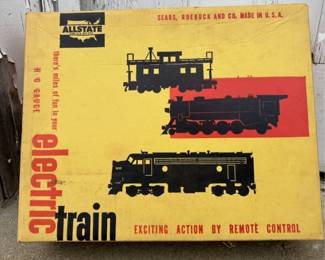 ALLSTATE
SEARS, ROEBUCK AND CO. MADE IN U.S.A.
there's miles of fun in your
H·O GAUGE
electric
train
EXCITING ACTION BY REMOTE CONTROL